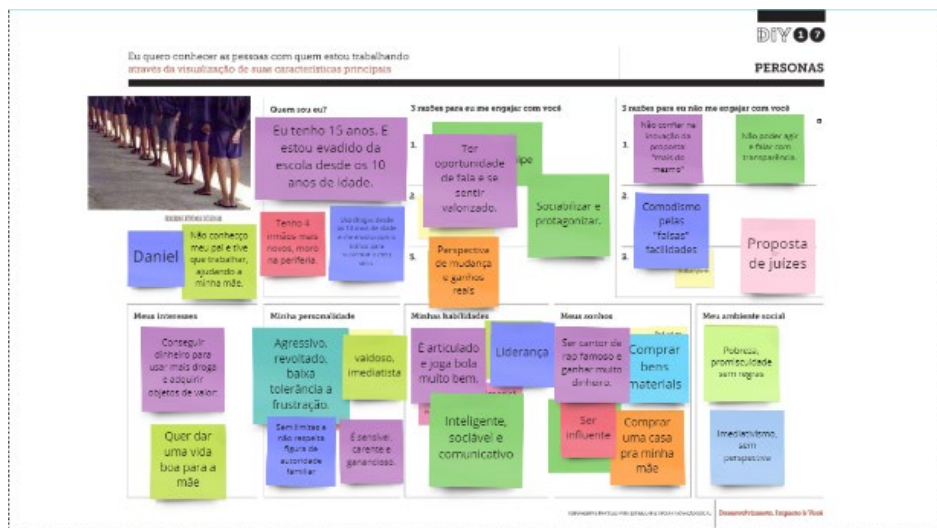 DIY 17
Eu quero conhecer as pessoas com quem estou trabalhando
através da visualização de suas características principais
PERSONAS
Quem sou eu?
Eu tenho 15 anos. E
estou evadido da
escola desde os 10
anos de idade.
Daniel
Não conheço
meu pai e tive
que trabalhar,
ajudando a
minha mãe.
Tenho 4
irmãos mais
novos, moro
na periferia.
3 razões para eu me engajar com você
1.
Ter
oportunidade
de fala e se
sentir
valorizado.
2.
Sociabilizar e
protagonizar.
3.
Perspectiva
de mudança
e ganhos
reais
3 razões para eu não me engajar com você
1.
Não confiar na
inovação da
proposta:
"mais do
mesmo"
Não poder agir
e falar com
transparência.
2.
Comodismo
pelas
"falsas"
facilidades
3.
Proposta
de juízes
Meus interesses
Conseguir
dinheiro para
usar mais droga
e adquirir
objetos de valor.
Quer dar
uma vida
boa para a
mãe
Minha personalidade
Agressivo,
revoltado,
baixa
tolerância a
frustração.
vaidoso,
imediatista
Sem limites e
não respeita
figura de
autoridade
familiar
É sensível,
carente e
ganancioso.
Minhas habilidades
É articulado
e joga bola
muito bem.
Liderança
Inteligente,
sociável e
comunicativo
Meus sonhos
Ser cantor de
rap famoso e
ganhar muito
dinheiro.
Comprar
bens
materiais
Ser
influente
Comprar
uma casa
pra minha
mãe
Meu ambiente social
Pobreza,
promiscuidade
sem regras
Imediativismo,
sem
perspectiva
Desenvolvimento, Impacto & Você